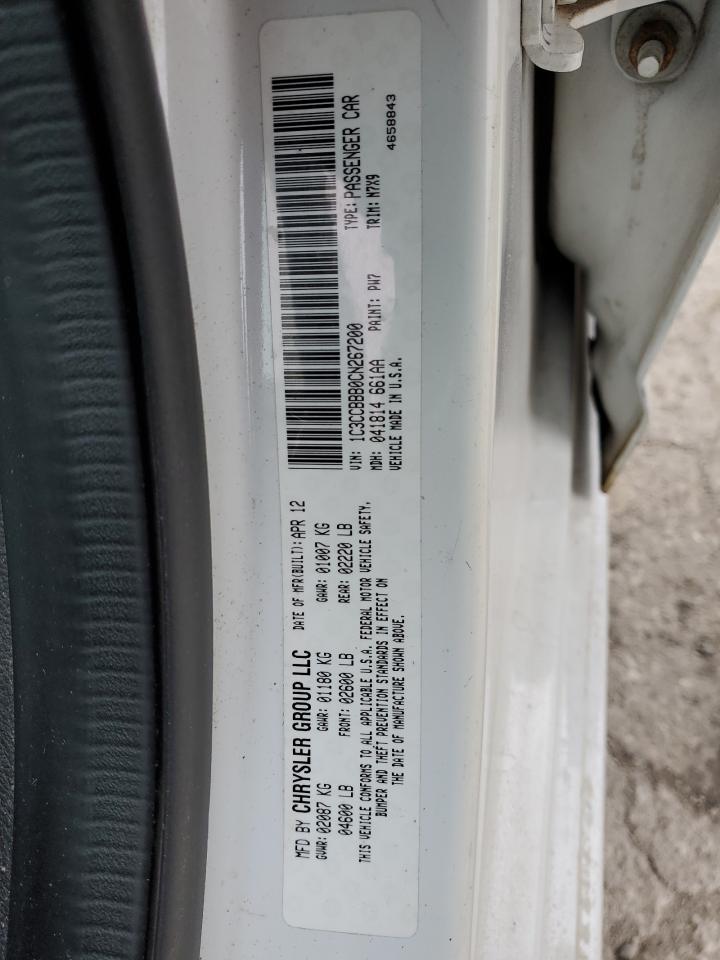 MFD BY CHRYSLER GROUP LLC DATE OF MFR(BUILT): APR 12
GVWR: 02087 KG GAWR: 01180 KG GAWR: 01007 KG
04600 LB FRONT: 02600 LB REAR: 02220 LB
THIS VEHICLE CONFORMS TO ALL APPLICABLE U.S.A. FEDERAL MOTOR VEHICLE SAFETY,
BUMPER AND THEFT PREVENTION STANDARDS IN EFFECT ON
THE DATE OF MANUFACTURE SHOWN ABOVE.
VIN: 1C3CCBBB0CN267200 TYPE: PASSENGER CAR
MDH: 041814 661AA PAINT: PW7 TRIM: M7X9
VEHICLE MADE IN U.S.A. 4658843